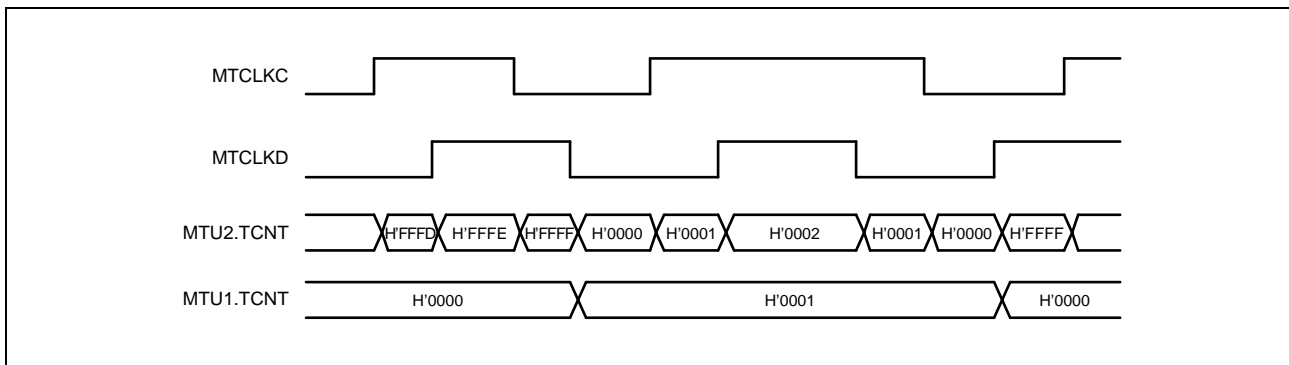 MTCLKC
MTCLKD
MTU2.TCNT H'FFFD H'FFFE H'FFFF H'0000 H'0001 H'0002 H'0001 H'0000 H'FFFF
MTU1.TCNT H'0000 H'0001 H'0000